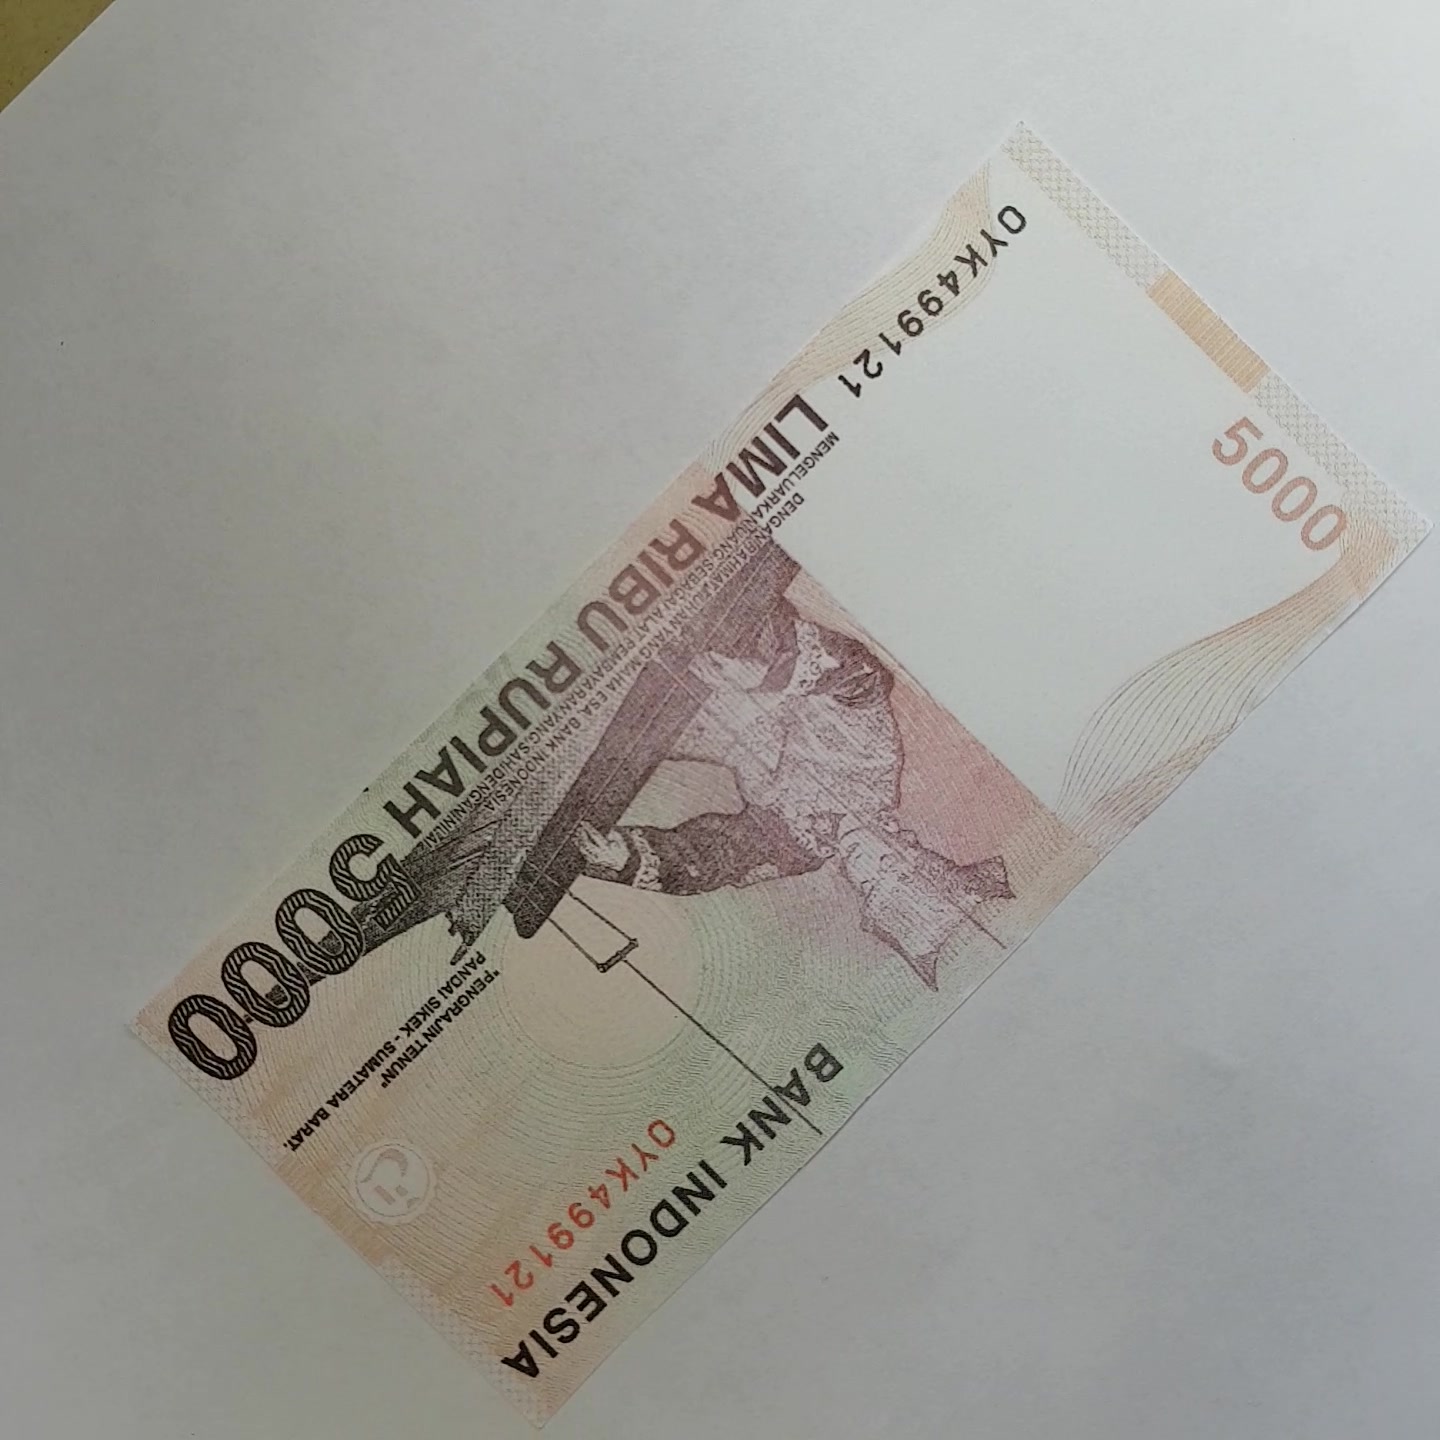 BANK INDONESIA
5000
OYK499121
"PENGRAJIN TENUN"
PANDAI SIKEK - SUMATERA BARAT.
DENGAN RAHMAT TUHAN YANG MAHA ESA, BANK INDONESIA
MENGELUARKAN UANG SEBAGAI ALAT PEMBAYARAN YANG SAH DENGAN NILAI
OYK499121
LIMA RIBU RUPIAH
5000